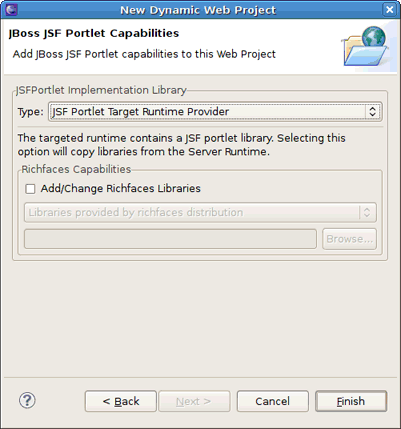 New Dynamic Web Project
JBoss JSF Portlet Capabilities
Add JBoss JSF Portlet capabilities to this Web Project
JSFPortlet Implementation Library
Type: JSF Portlet Target Runtime Provider
The targeted runtime contains a JSF portlet library. Selecting this
option will copy libraries from the Server Runtime.
Richfaces Capabilities
Add/Change Richfaces Libraries
Libraries provided by richfaces distribution
Browse...
? < Back Next > Cancel Finish